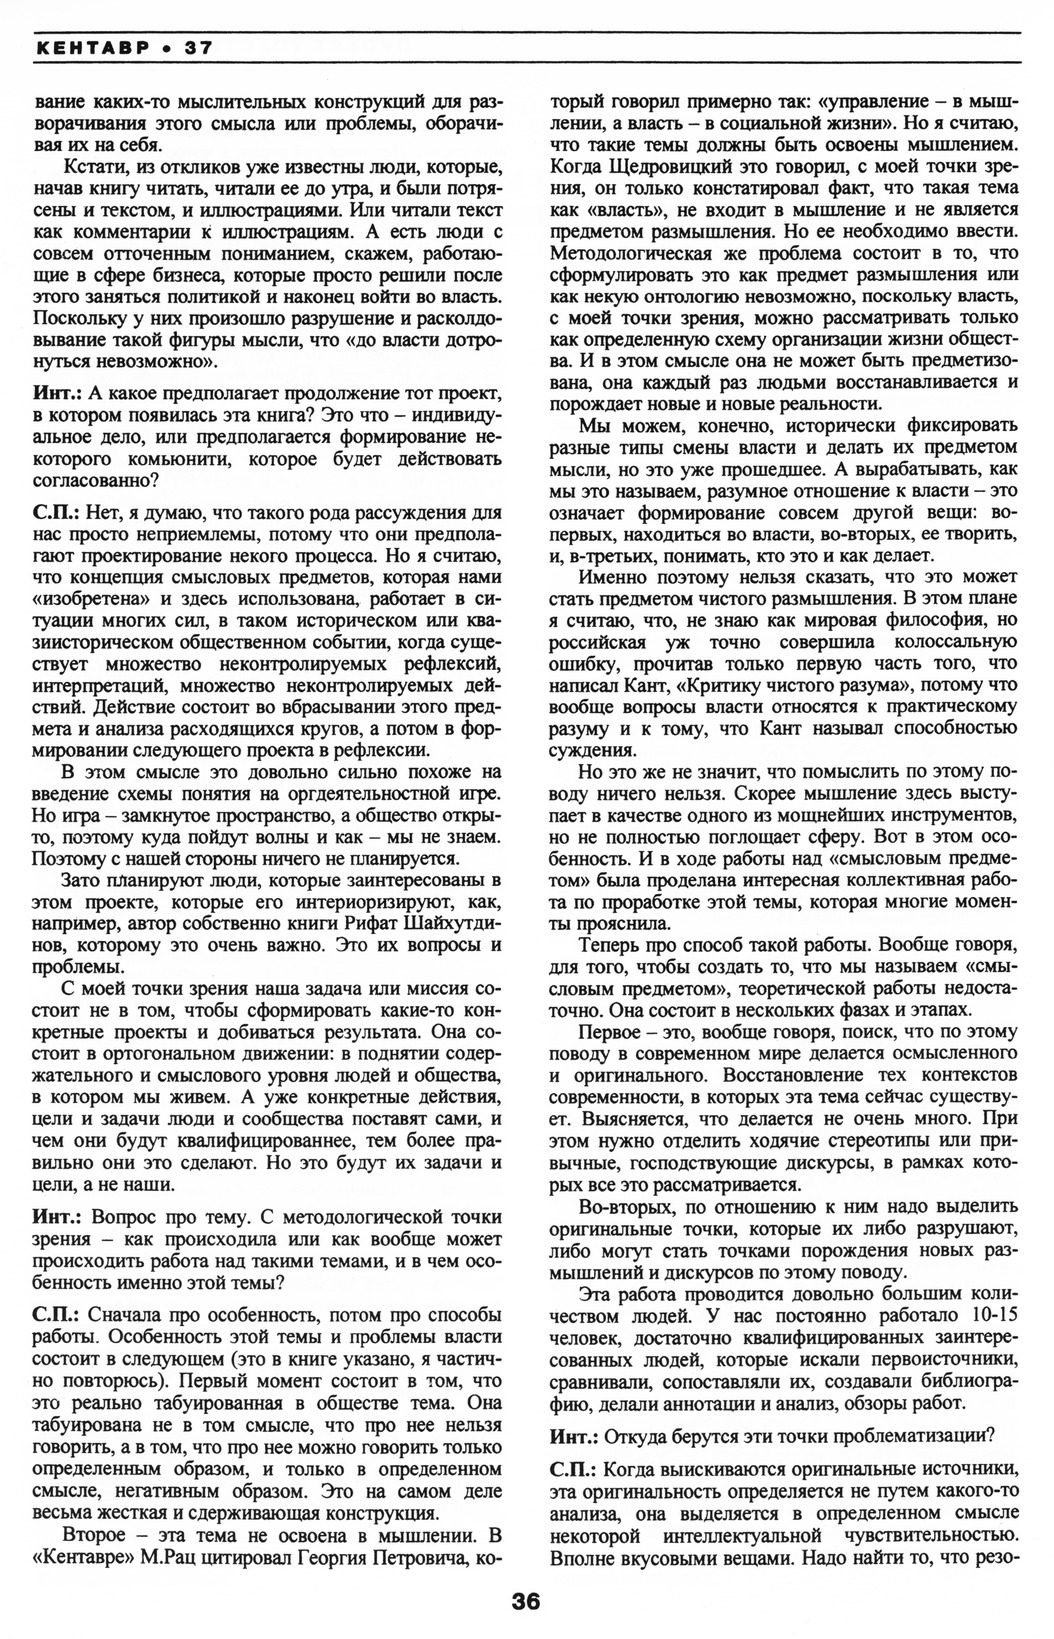 КЕНТАВР • 37
вание каких-то мыслительных конструкций для раз-
ворачивания этого смысла или проблемы, оборачи-
вая их на себя.
Кстати, из откликов уже известны люди, которые,
начав книгу читать, читали ее до утра, и были потря-
сены и текстом, и иллюстрациями. Или читали текст
как комментарии к иллюстрациям. А есть люди с
совсем отточенным пониманием, скажем, работаю-
щие в сфере бизнеса, которые просто решили после
этого заняться политикой и наконец войти во власть.
Поскольку у них произошло разрушение и расколдо-
вывание такой фигуры мысли, что «до власти дотро-
нуться невозможно».
Инт.: А какое предполагает продолжение тот проект,
в котором появилась эта книга? Это что – индивиду-
альное дело, или предполагается формирование не-
которого комьюнити, которое будет действовать
согласованно?
С.П.: Нет, я думаю, что такого рода рассуждения для
нас просто неприемлемы, потому что они предпола-
гают проектирование некого процесса. Но я считаю,
что концепция смысловых предметов, которая нами
«изобретена» и здесь использована, работает в си-
туации многих сил, в таком историческом или ква-
зиисторическом общественном событии, когда суще-
ствует множество неконтролируемых рефлексий,
интерпретаций, множество неконтролируемых дей-
ствий. Действие состоит во вбрасывании этого пред-
мета и анализа расходящихся кругов, а потом в фор-
мировании следующего проекта в рефлексии.
В этом смысле это довольно сильно похоже на
введение схемы понятия на оргдеятельностной игре.
Но игра – замкнутое пространство, а общество откры-
то, поэтому куда пойдут волны и как – мы не знаем.
Поэтому с нашей стороны ничего не планируется.
Зато планируют люди, которые заинтересованы в
этом проекте, которые его интериоризируют, как,
например, автор собственно книги Рифат Шайхутди-
нов, которому это очень важно. Это их вопросы и
проблемы.
С моей точки зрения наша задача или миссия со-
стоит не в том, чтобы сформировать какие-то кон-
кретные проекты и добиваться результата. Она со-
стоит в ортогональном движении: в поднятии содер-
жательного и смыслового уровня людей и общества,
в котором мы живем. А уже конкретные действия,
цели и задачи люди и сообщества поставят сами, и
чем они будут квалифицированнее, тем более пра-
вильно они это сделают. Но это будут их задачи и
цели, а не наши.
Инт.: Вопрос про тему. С методологической точки
зрения – как происходила или как вообще может
происходить работа над такими темами, и в чем осо-
бенность именно этой темы?
С.П.: Сначала про особенность, потом про способы
работы. Особенность этой темы и проблемы власти
состоит в следующем (это в книге указано, я частич-
но повторюсь). Первый момент состоит в том, что
это реально табуированная в обществе тема. Она
табуирована не в том смысле, что про нее нельзя
говорить, а в том, что про нее можно говорить только
определенным образом, и только в определенном
смысле, негативным образом. Это на самом деле
весьма жесткая и сдерживающая конструкция.
Второе – эта тема не освоена в мышлении. В
«Кентавре» М.Рац цитировал Георгия Петровича, ко-
торый говорил примерно так: «управление – в мыш-
лении, а власть – в социальной жизни». Но я считаю,
что такие темы должны быть освоены мышлением.
Когда Щедровицкий это говорил, с моей точки зре-
ния, он только констатировал факт, что такая тема
как «власть», не входит в мышление и не является
предметом размышления. Но ее необходимо ввести.
Методологическая же проблема состоит в то, что
сформулировать это как предмет размышления или
как некую онтологию невозможно, поскольку власть,
с моей точки зрения, можно рассматривать только
как определенную схему организации жизни общест-
ва. И в этом смысле она не может быть предметизо-
вана, она каждый раз людьми восстанавливается и
порождает новые и новые реальности.
Мы можем, конечно, исторически фиксировать
разные типы смены власти и делать их предметом
мысли, но это уже прошедшее. А вырабатывать, как
мы это называем, разумное отношение к власти – это
означает формирование совсем другой вещи: во-
первых, находиться во власти, во-вторых, ее творить,
и, в-третьих, понимать, кто это и как делает.
Именно поэтому нельзя сказать, что это может
стать предметом чистого размышления. В этом плане
я считаю, что, не знаю как мировая философия, но
российская уж точно совершила колоссальную
ошибку, прочитав только первую часть того, что
написал Кант, «Критику чистого разума», потому что
вообще вопросы власти относятся к практическому
разуму и к тому, что Кант называл способностью
суждения.
Но это же не значит, что помыслить по этому по-
воду ничего нельзя. Скорее мышление здесь высту-
пает в качестве одного из мощнейших инструментов,
но не полностью поглощает сферу. Вот в этом осо-
бенность. И в ходе работы над «смысловым предме-
том» была проделана интересная коллективная рабо-
та по проработке этой темы, которая многие момен-
ты прояснила.
Теперь про способ такой работы. Вообще говоря,
для того, чтобы создать то, что мы называем «смы-
словым предметом», теоретической работы недоста-
точно. Она состоит в нескольких фазах и этапах.
Первое – это, вообще говоря, поиск, что по этому
поводу в современном мире делается осмысленного
и оригинального. Восстановление тех контекстов
современности, в которых эта тема сейчас существу-
ет. Выясняется, что делается не очень много. При
этом нужно отделить ходячие стереотипы или при-
вычные, господствующие дискурсы, в рамках кото-
рых все это рассматривается.
Во-вторых, по отношению к ним надо выделить
оригинальные точки, которые их либо разрушают,
либо могут стать точками порождения новых раз-
мышлений и дискурсов по этому поводу.
Эта работа проводится довольно большим коли-
чеством людей. У нас постоянно работало 10-15
человек, достаточно квалифицированных заинтере-
сованных людей, которые искали первоисточники,
сравнивали, сопоставляли их, создавали библиогра-
фию, делали аннотации и анализ, обзоры работ.
Инт.: Откуда берутся эти точки проблематизации?
С.П.: Когда выискиваются оригинальные источники,
эта оригинальность определяется не путем какого-то
анализа, она выделяется в определенном смысле
некоторой интеллектуальной чувствительностью.
Вполне вкусовыми вещами. Надо найти то, что резо-
36